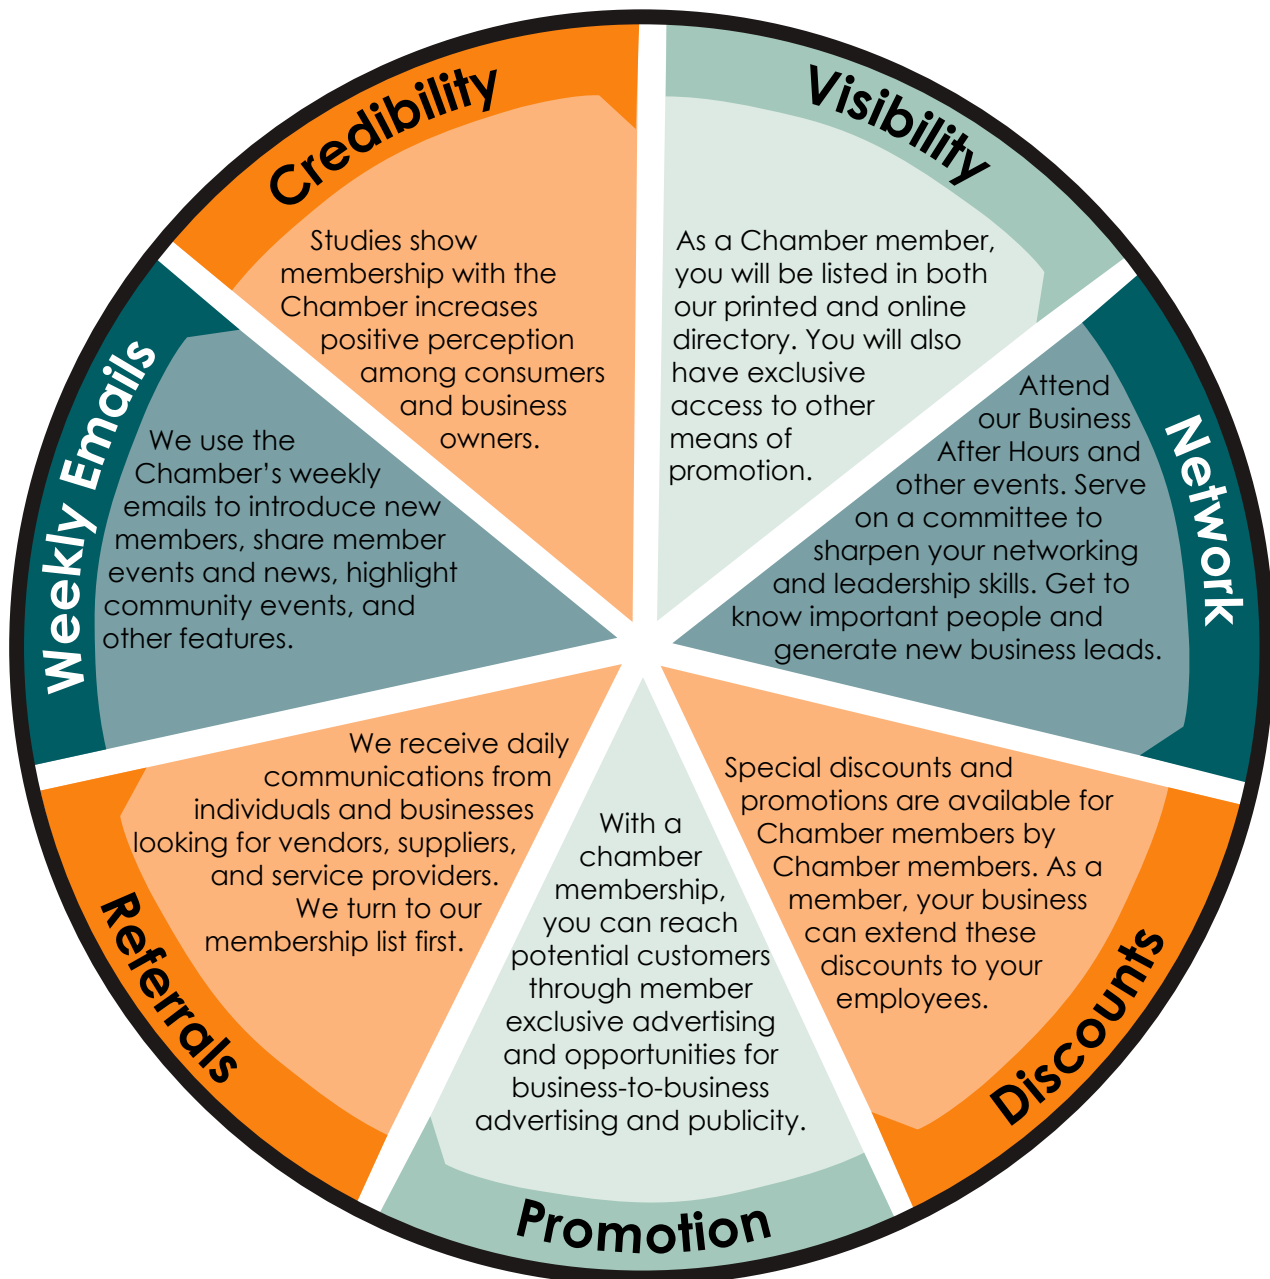 Credibility
Studies show
membership with the
Chamber increases
positive perception
among consumers
and business
owners.
Visibility
As a Chamber member,
you will be listed in both
our printed and online
directory. You will also
have exclusive
access to other
means of
promotion.
Network
Attend
our Business
After Hours and
other events. Serve
on a committee to
sharpen your networking
and leadership skills. Get to
know important people and
generate new business leads.
Discounts
Special discounts and
promotions are available for
Chamber members by
Chamber members. As a
member, your business
can extend these
discounts to your
employees.
Promotion
With a
chamber
membership,
you can reach
potential customers
through member
exclusive advertising
and opportunities for
business-to-business
advertising and publicity.
Referrals
We receive daily
communications from
individuals and businesses
looking for vendors, suppliers,
and service providers.
We turn to our
membership list first.
Weekly Emails
We use the
Chamber’s weekly
emails to introduce new
members, share member
events and news, highlight
community events, and
other features.